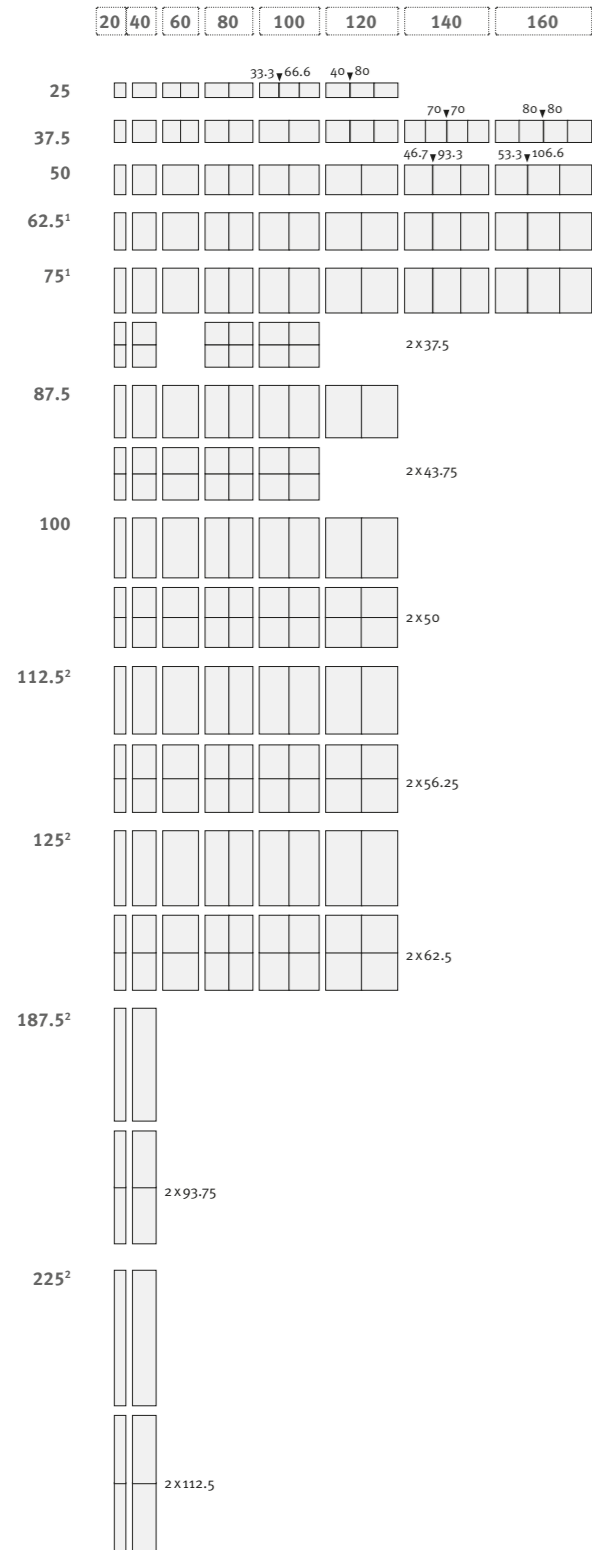 20 40 60 80 100 120 140 160
33.3 ▾ 66.6 40 ▾ 80
25
70 ▾ 70 80 ▾ 80
37.5
46.7 ▾ 93.3 53.3 ▾ 106.6
50
62.5¹
75¹
2 x 37.5
87.5
2 x 43.75
100
2 x 50
112.5²
2 x 56.25
125²
2 x 62.5
187.5²
2 x 93.75
225²
2 x 112.5